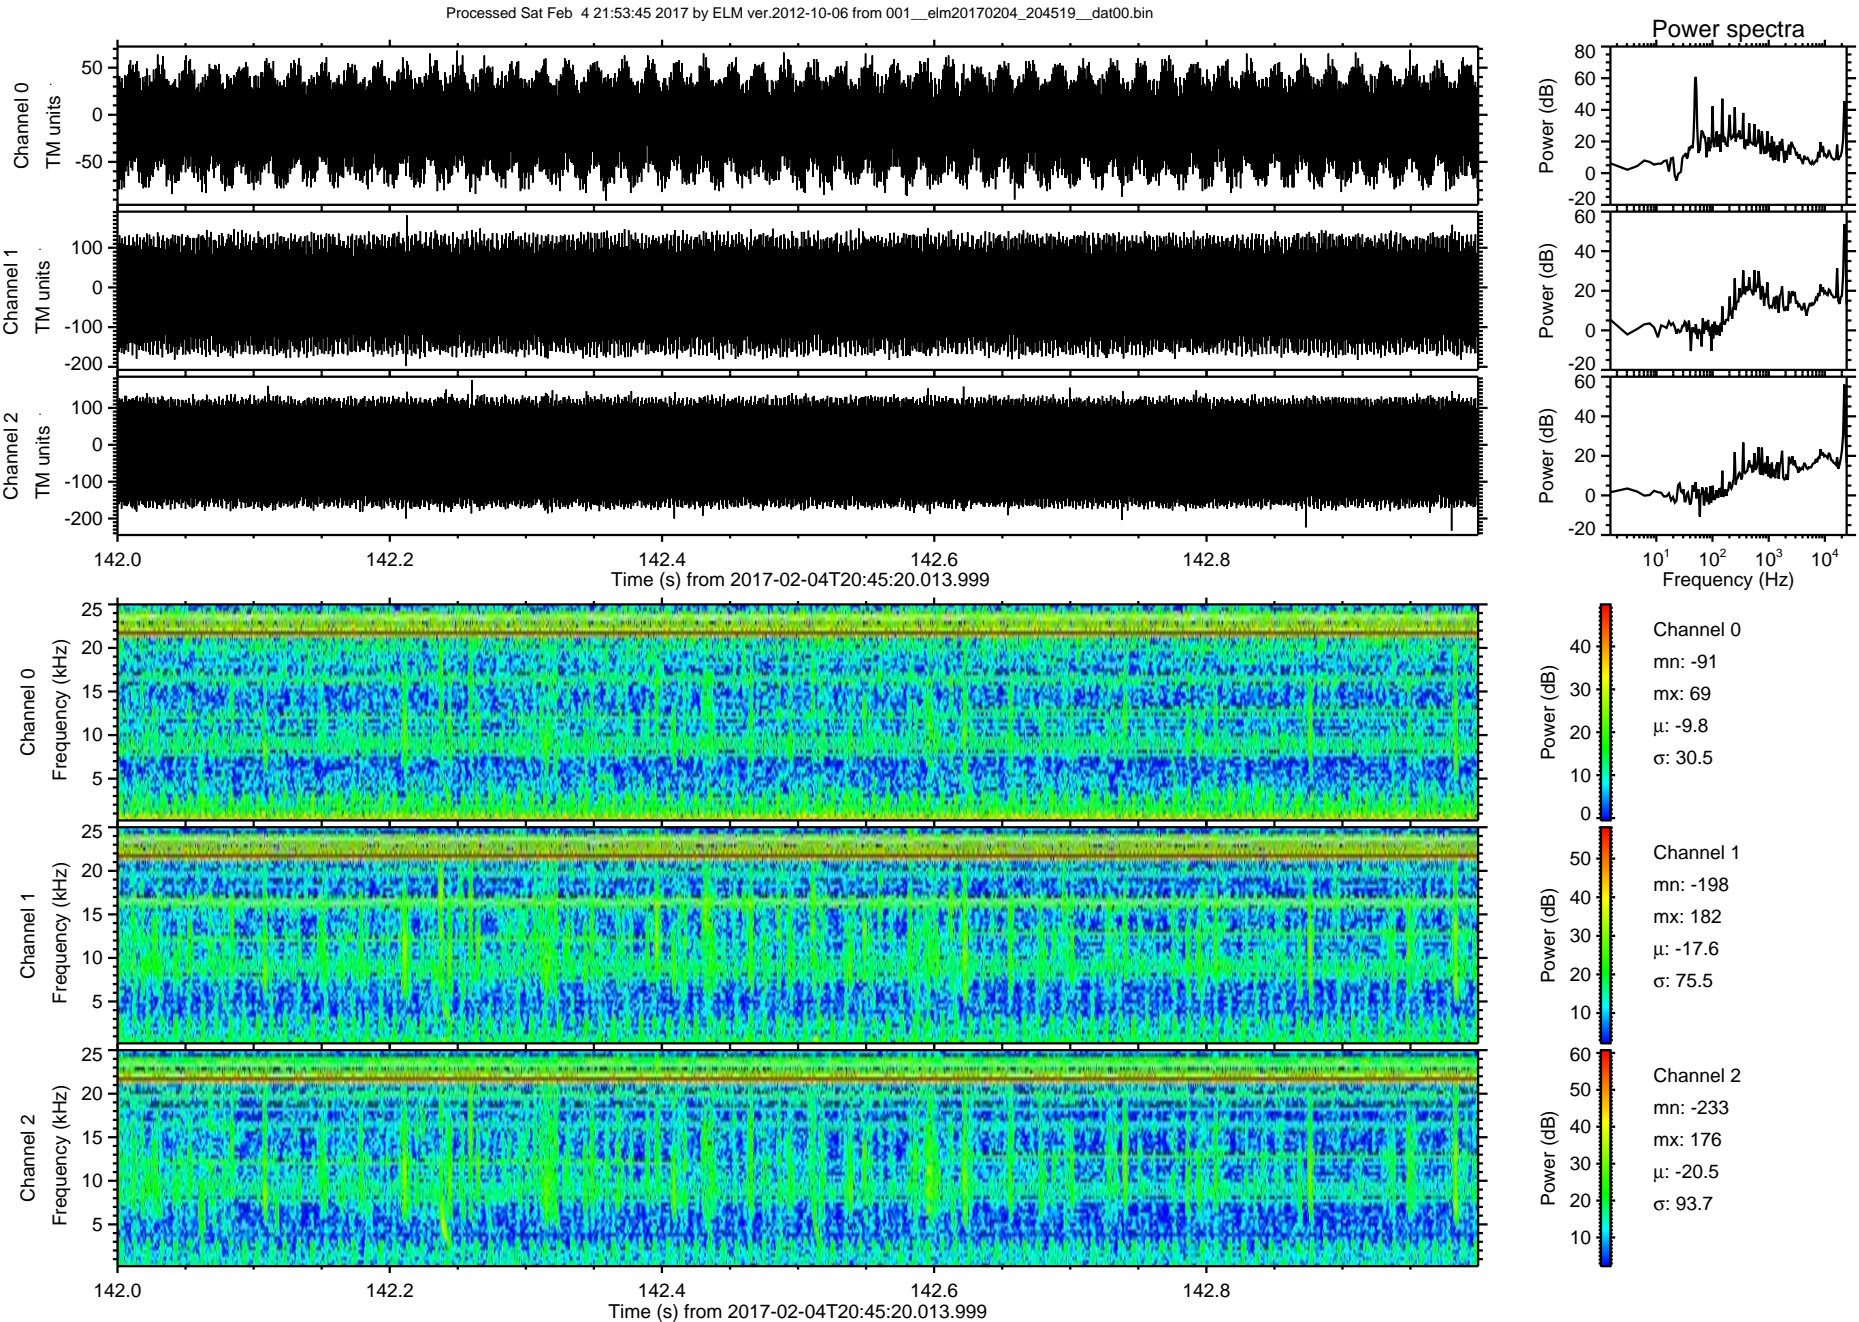 Processed Sat Feb  4 21:53:45 2017 by ELM ver.2012-10-06 from 001__elm20170204_204519__dat00.bin
Power spectra
Channel 0
TM units
50
0
-50
Power (dB)
80
60
40
20
0
-20
Channel 1
TM units
100
0
-100
-200
Power (dB)
60
40
20
0
-20
Channel 2
TM units
100
0
-100
-200
Power (dB)
60
40
20
0
-20
142.0 142.2 142.4 142.6 142.8
Time (s) from 2017-02-04T20:45:20.013.999
10^1 10^2 10^3 10^4
Frequency (Hz)
Channel 0
Frequency (kHz)
25
20
15
10
5
Power (dB)
40
30
20
10
0
Channel 0
mn: -91
mx: 69
μ: -9.8
σ: 30.5
Channel 1
Frequency (kHz)
25
20
15
10
5
Power (dB)
50
40
30
20
10
Channel 1
mn: -198
mx: 182
μ: -17.6
σ: 75.5
Channel 2
Frequency (kHz)
25
20
15
10
5
Power (dB)
60
50
40
30
20
10
Channel 2
mn: -233
mx: 176
μ: -20.5
σ: 93.7
142.0 142.2 142.4 142.6 142.8
Time (s) from 2017-02-04T20:45:20.013.999